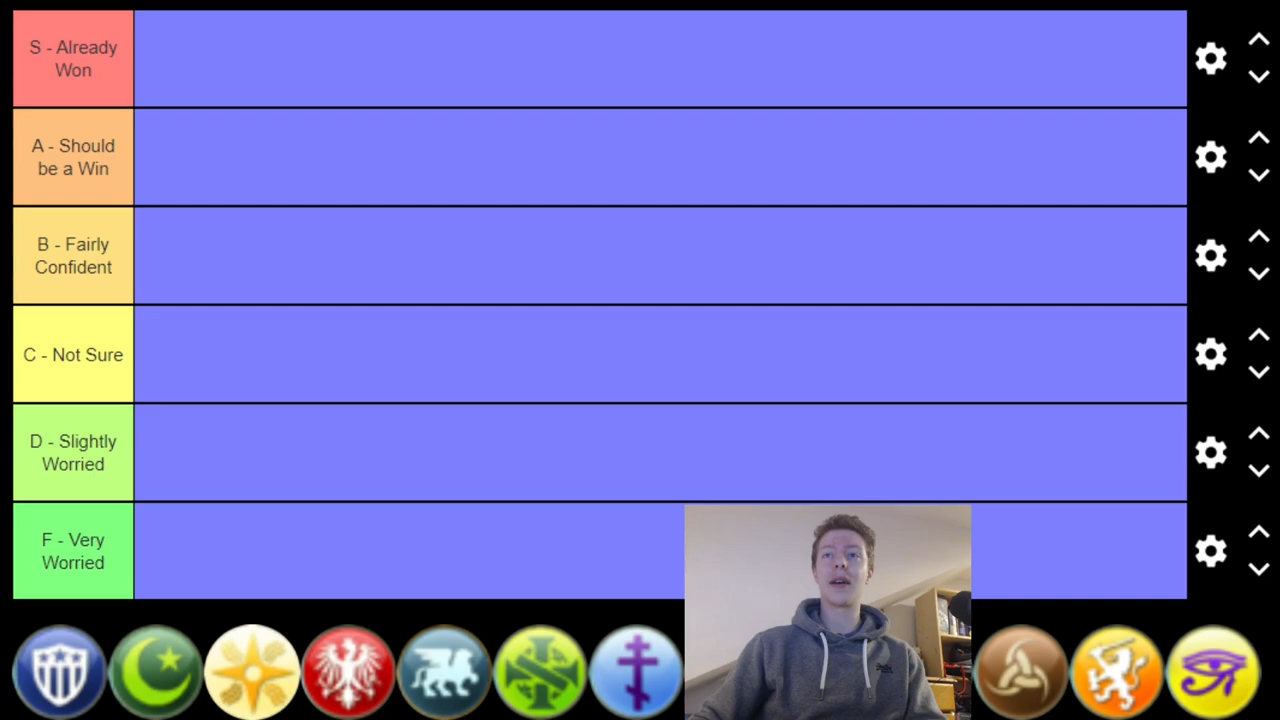 S - Already
Won
A - Should
be a Win
B - Fairly
Confident
C - Not Sure
D - Slightly
Worried
F - Very
Worried